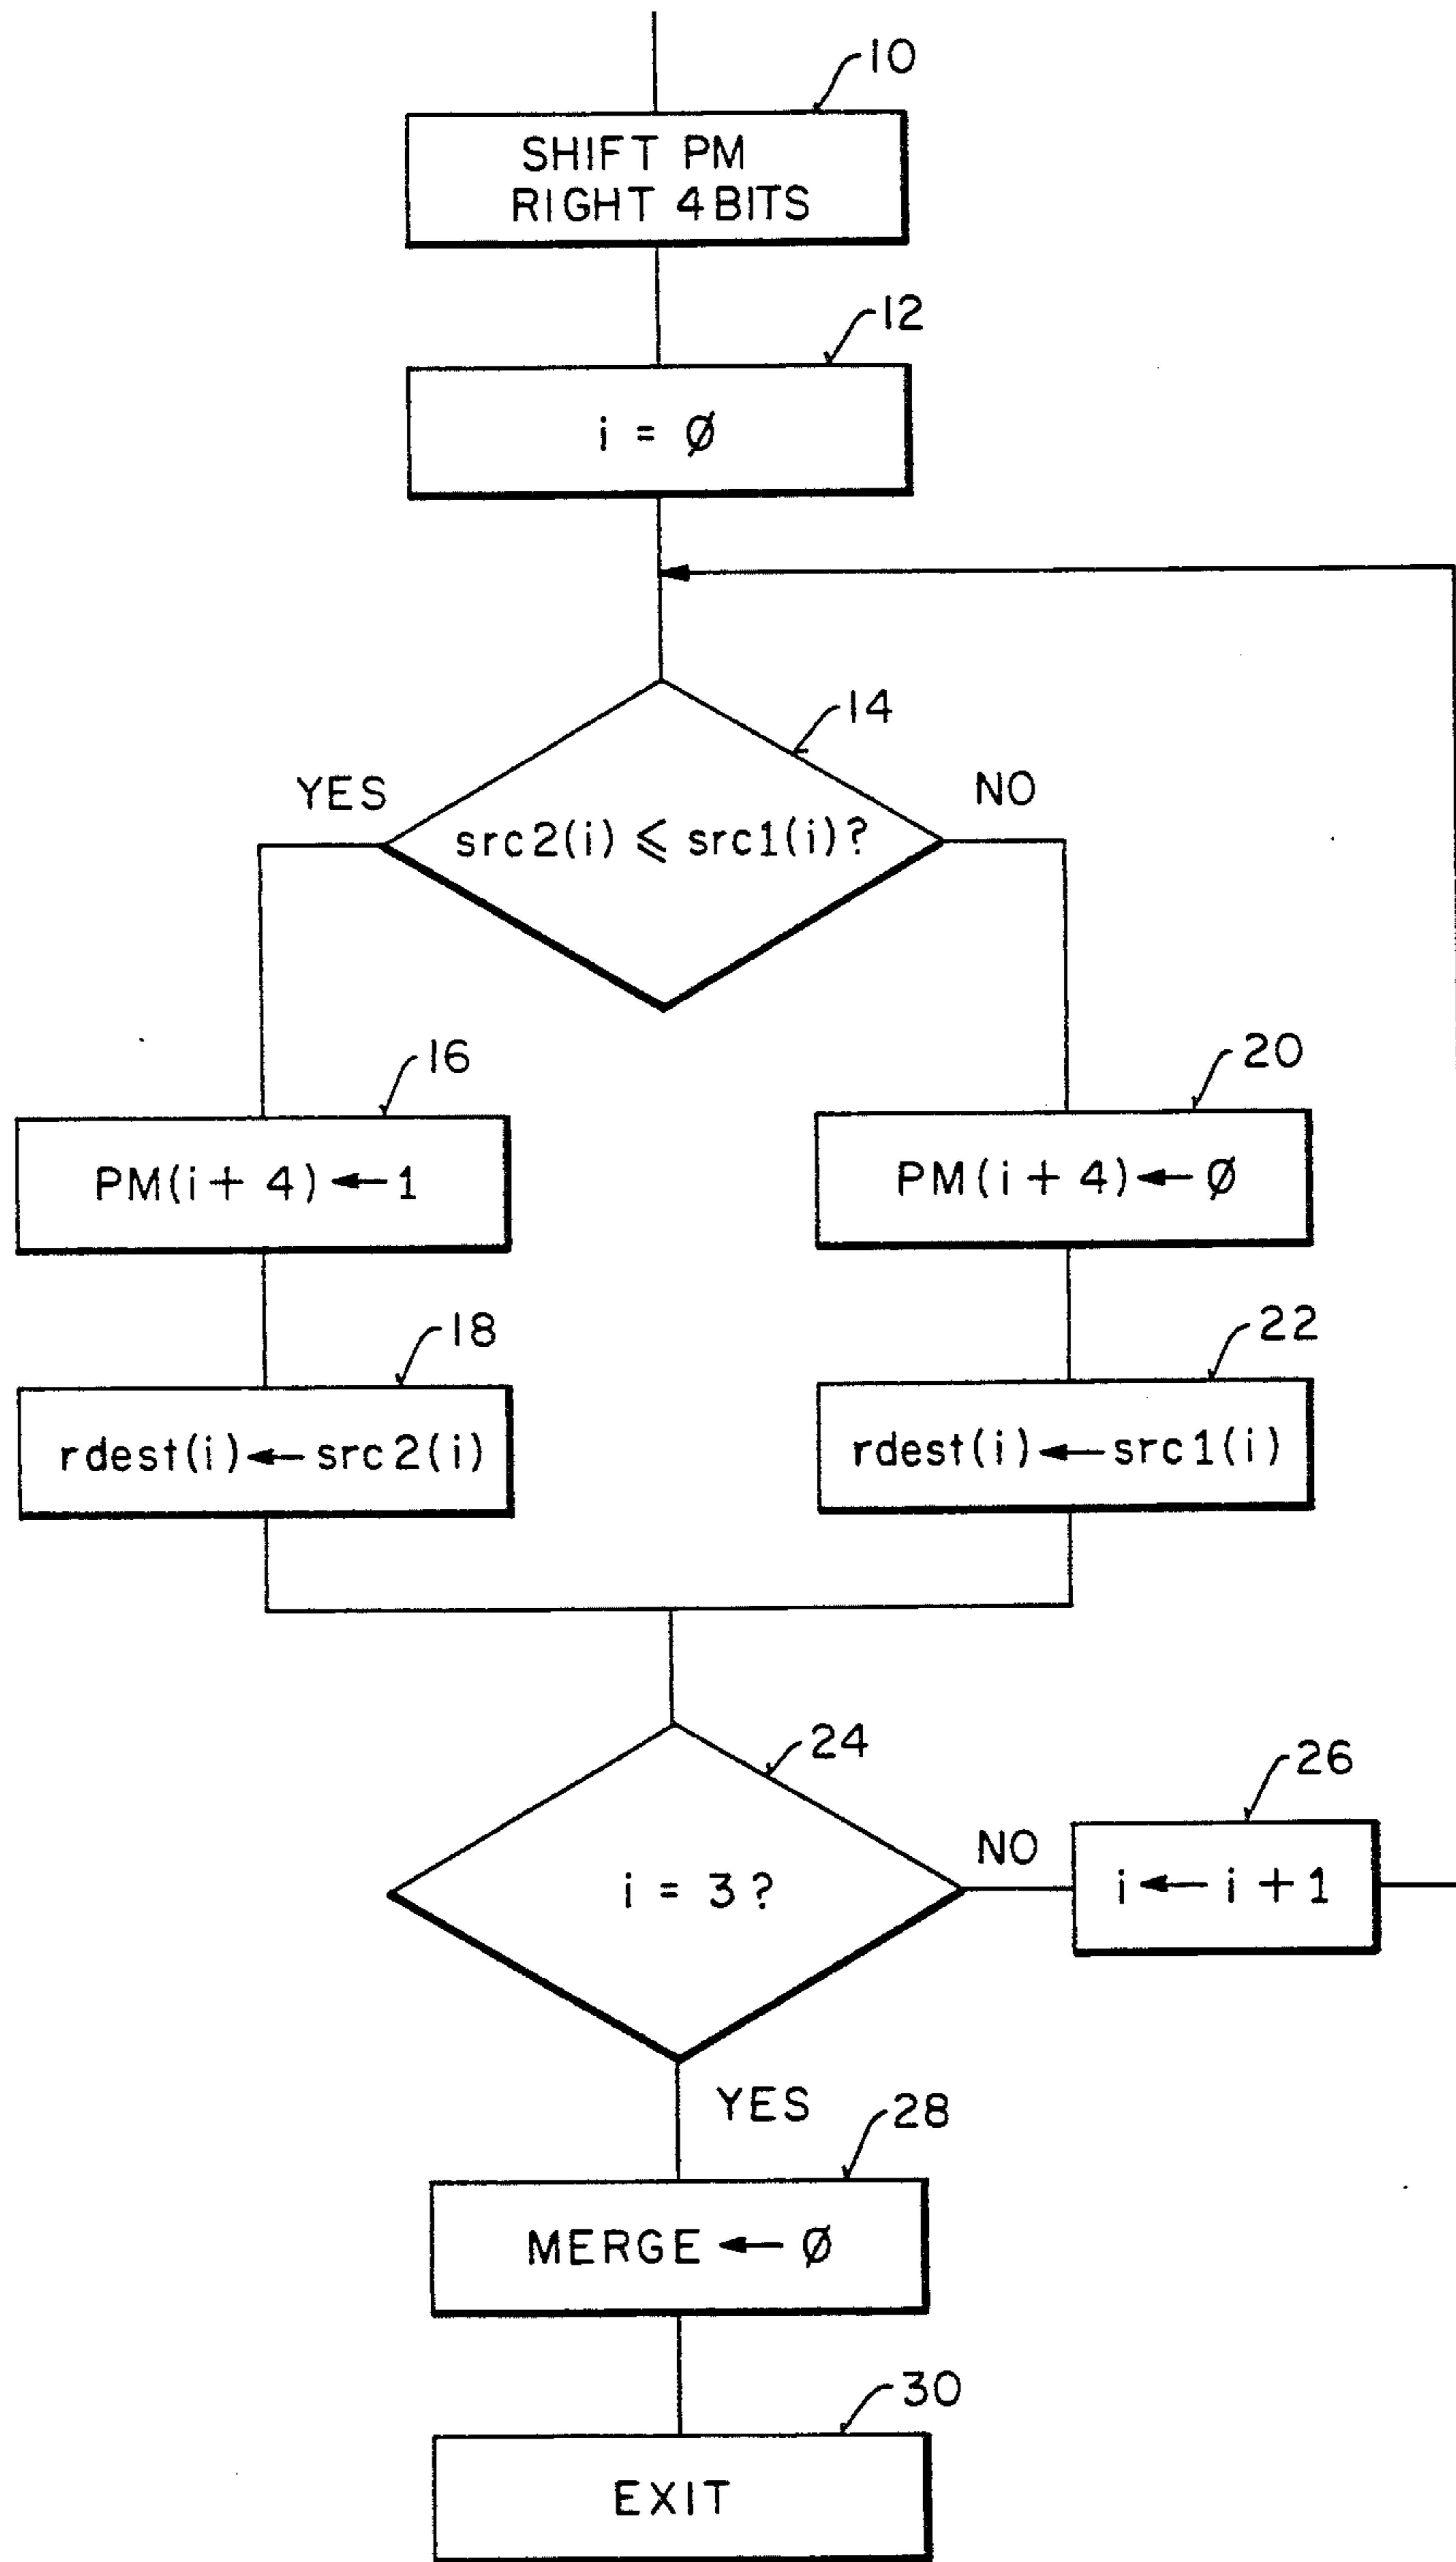 10
SHIFT PM
RIGHT 4 BITS
12
i = Ø
14
YES
NO
src2(i) ⩽ src1(i)?
16
20
PM(i + 4) ← 1
PM(i + 4) ← Ø
18
22
rdest(i) ← src2(i)
rdest(i) ← src1(i)
24
26
NO
i = 3 ?
i ← i + 1
YES
28
MERGE ← Ø
30
EXIT